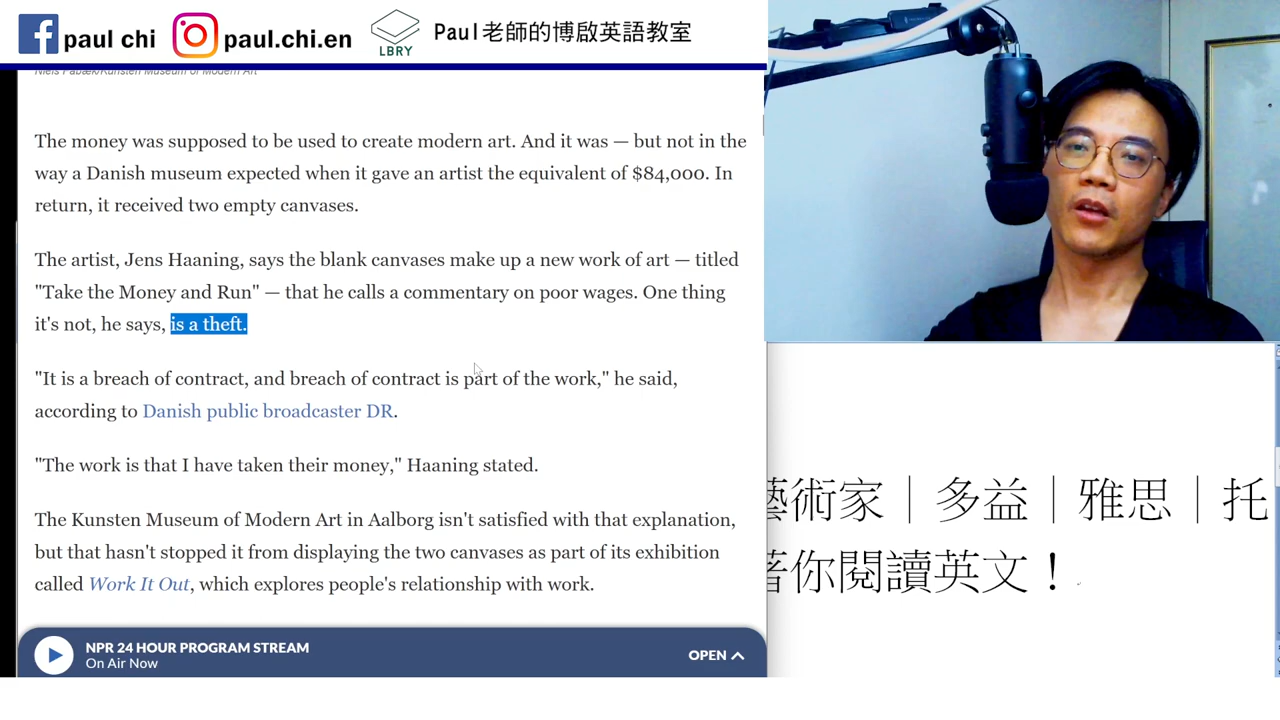 paul chi
paul.chi.en
LBRY
Paul老師的博啟英語教室
Niels Fabæk/Kunsten Museum of Modern Art
The money was supposed to be used to create modern art. And it was — but not in the
way a Danish museum expected when it gave an artist the equivalent of $84,000. In
return, it received two empty canvases.
The artist, Jens Haaning, says the blank canvases make up a new work of art — titled
"Take the Money and Run" — that he calls a commentary on poor wages. One thing
it's not, he says, is a theft.
"It is a breach of contract, and breach of contract is part of the work," he said,
according to Danish public broadcaster DR.
"The work is that I have taken their money," Haaning stated.
The Kunsten Museum of Modern Art in Aalborg isn't satisfied with that explanation,
but that hasn't stopped it from displaying the two canvases as part of its exhibition
called Work It Out, which explores people's relationship with work.
NPR 24 HOUR PROGRAM STREAM
On Air Now
OPEN
藝術家｜多益｜雅思｜托
著你閱讀英文！